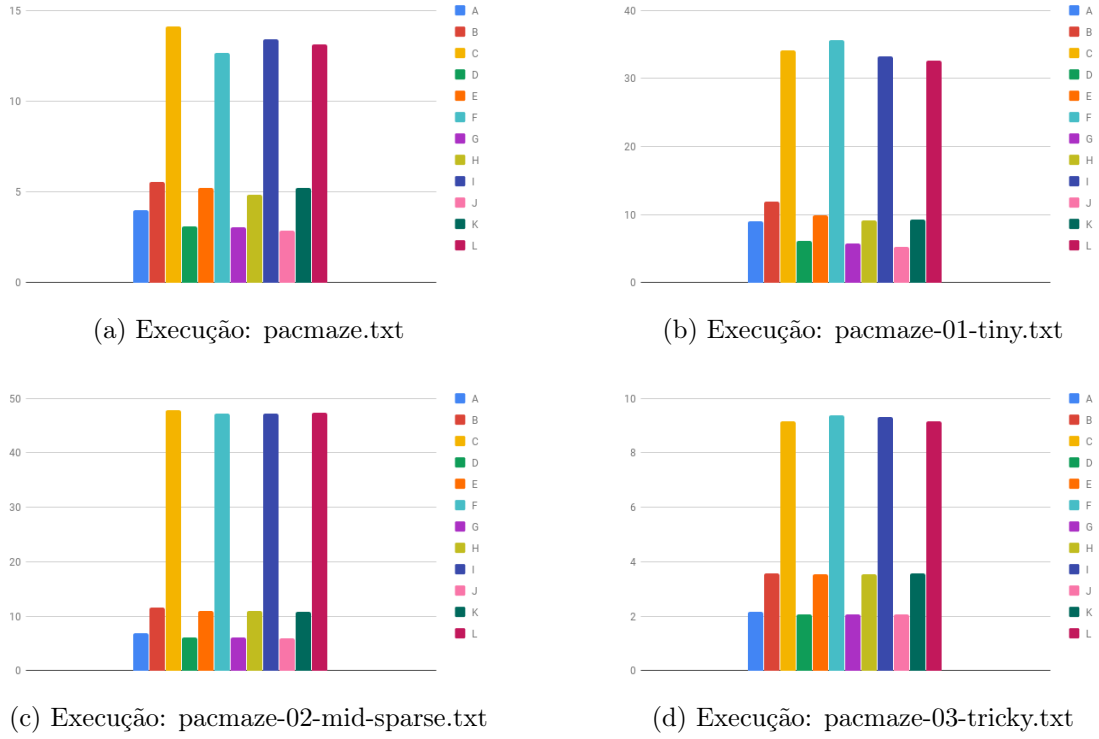 15
10
5
0
A
B
C
D
E
F
G
H
I
J
K
L
(a) Execução: pacmaze.txt
40
30
20
10
0
A
B
C
D
E
F
G
H
I
J
K
L
(b) Execução: pacmaze-01-tiny.txt
50
40
30
20
10
0
A
B
C
D
E
F
G
H
I
J
K
L
(c) Execução: pacmaze-02-mid-sparse.txt
10
8
6
4
2
0
A
B
C
D
E
F
G
H
I
J
K
L
(d) Execução: pacmaze-03-tricky.txt